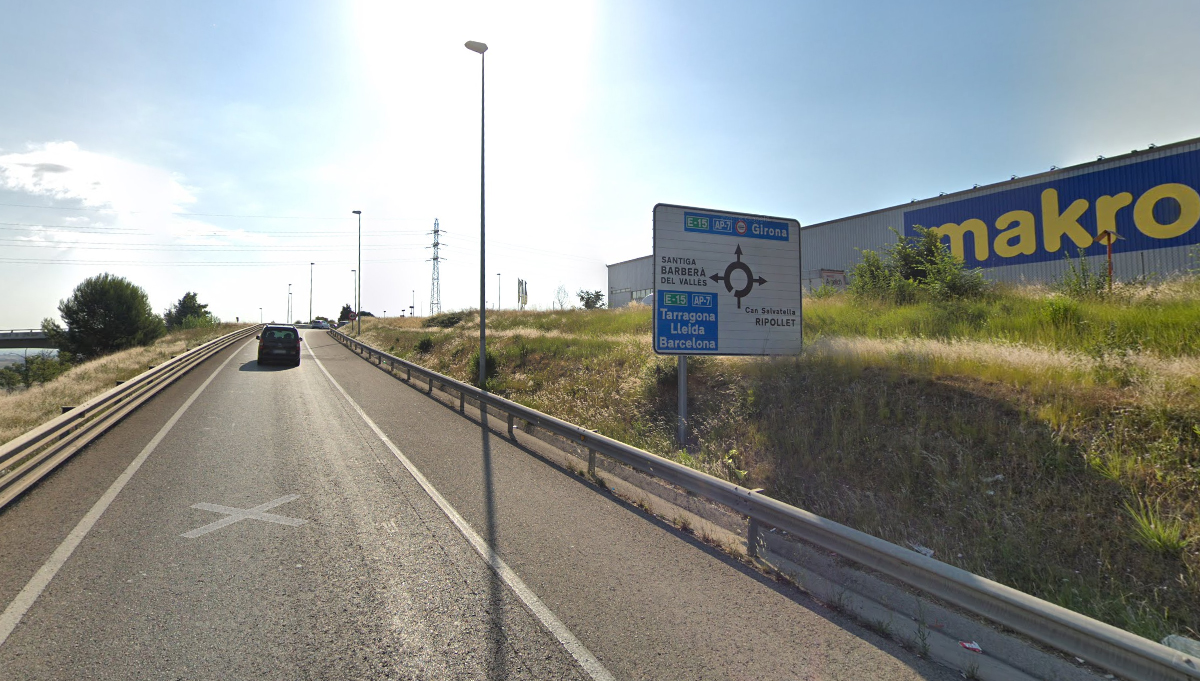 E-15 AP-7 Girona
SANTIGA
BARBERÀ
DEL VALLÈS
E-15 AP-7
Tarragona
Lleida
Barcelona
Can Salvatella
RIPOLLET
makro